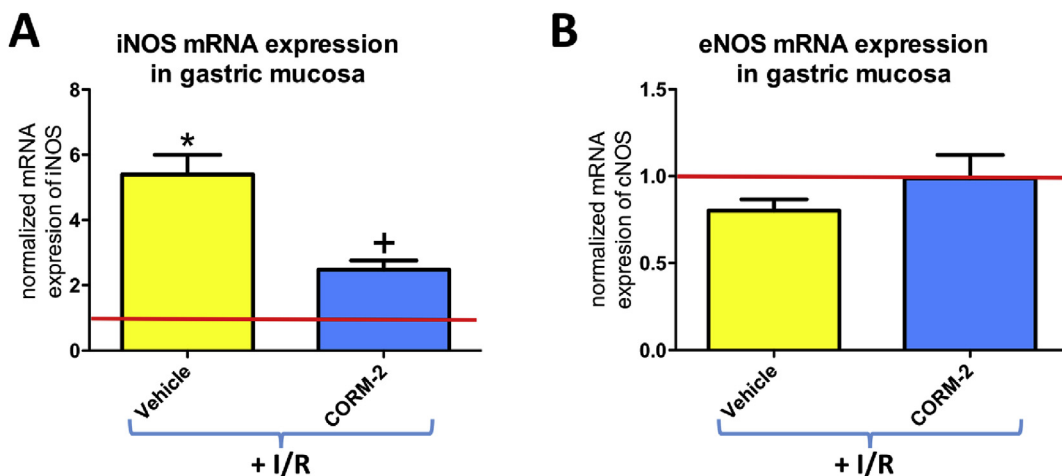 A
iNOS mRNA expression
in gastric mucosa
normalized mRNA
expresion of iNOS
8
6
4
2
0
*
+
Vehicle
CORM-2
+ I/R
B
eNOS mRNA expression
in gastric mucosa
normalized mRNA
expresion of cNOS
1.5
1.0
0.5
0.0
Vehicle
CORM-2
+ I/R